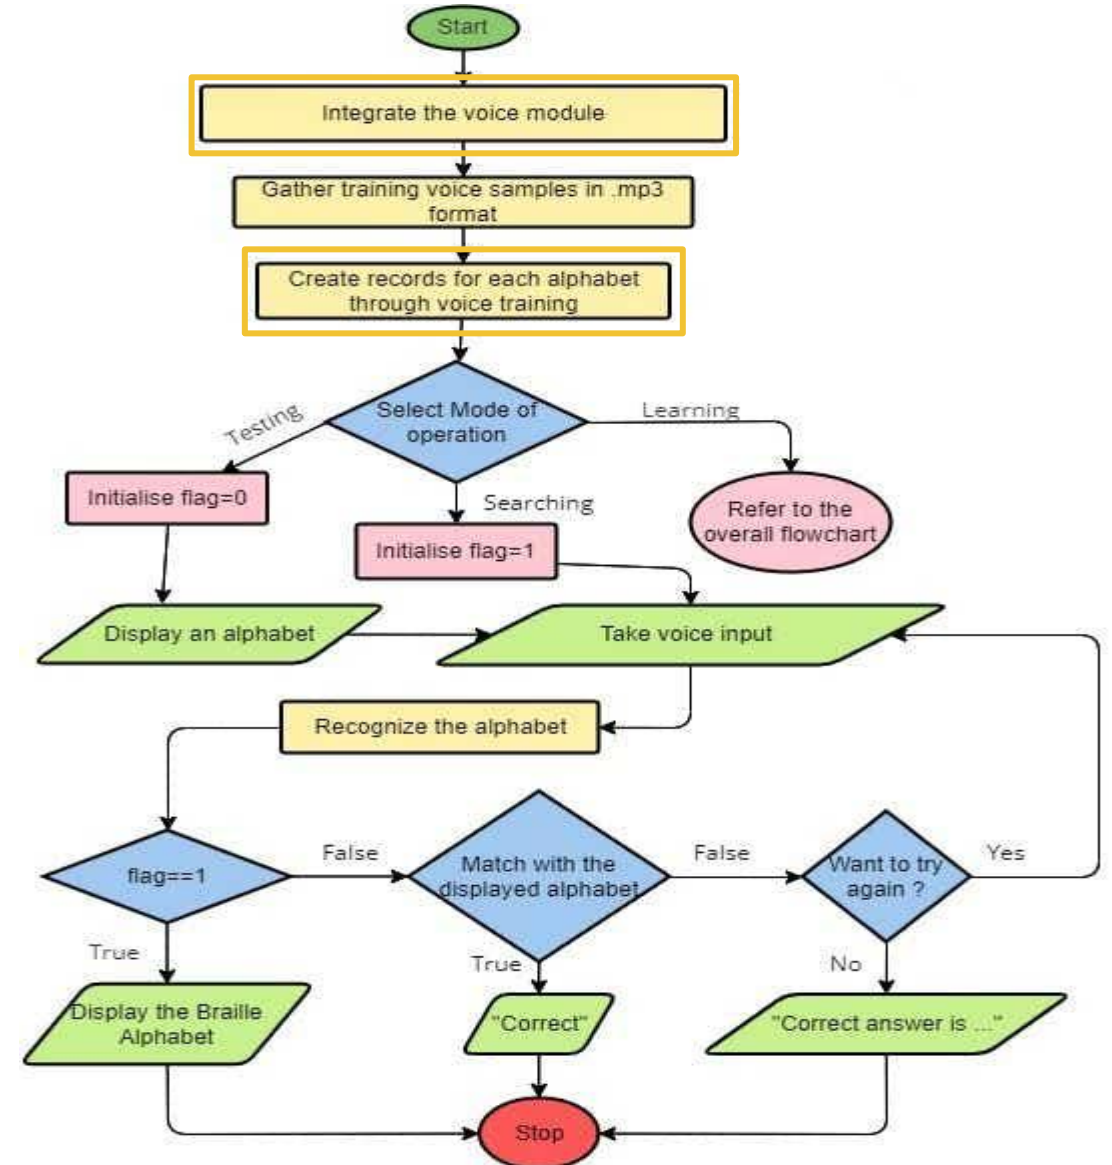 Start
Integrate the voice module
Gather training voice samples in .mp3
format
Create records for each alphabet
through voice training
Select Mode of
operation
Testing
Learning
Searching
Initialise flag=0
Refer to the
overall flowchart
Initialise flag=1
Display an alphabet
Take voice input
Recognize the alphabet
flag==1
False
Match with the
displayed alphabet
False
Want to try
again ?
Yes
True
True
No
Display the Braille
Alphabet
"Correct"
"Correct answer is ..."
Stop